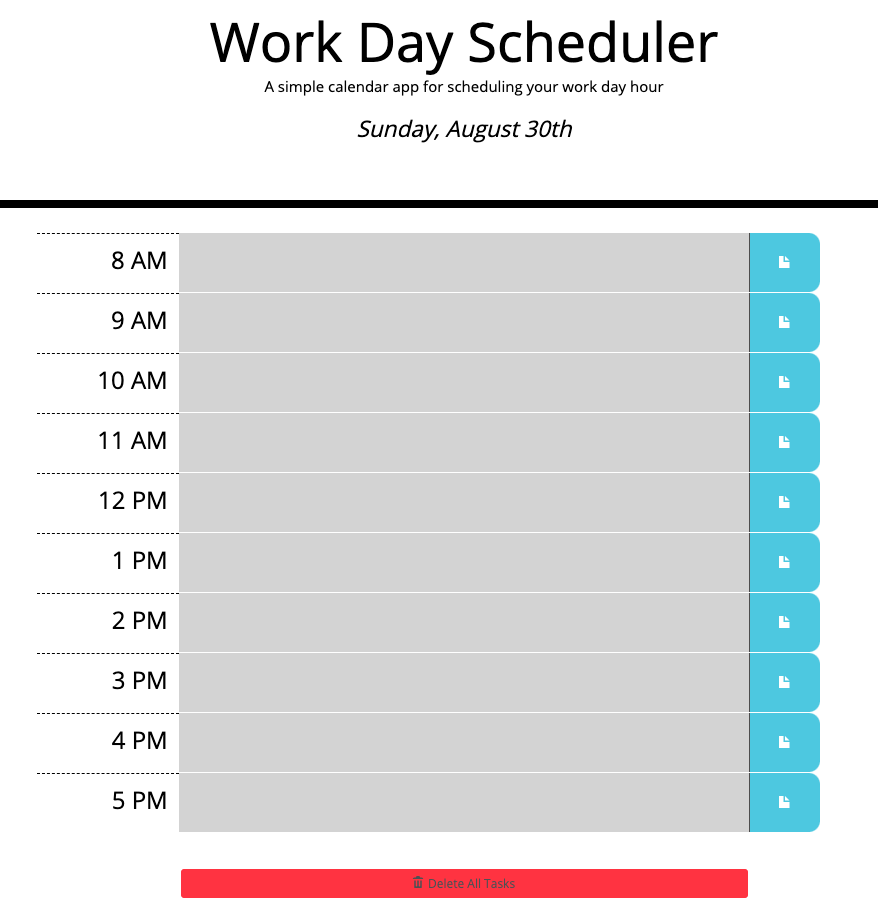 Work Day Scheduler
A simple calendar app for scheduling your work day hour
Sunday, August 30th
8 AM
9 AM
10 AM
11 AM
12 PM
1 PM
2 PM
3 PM
4 PM
5 PM
Delete All Tasks